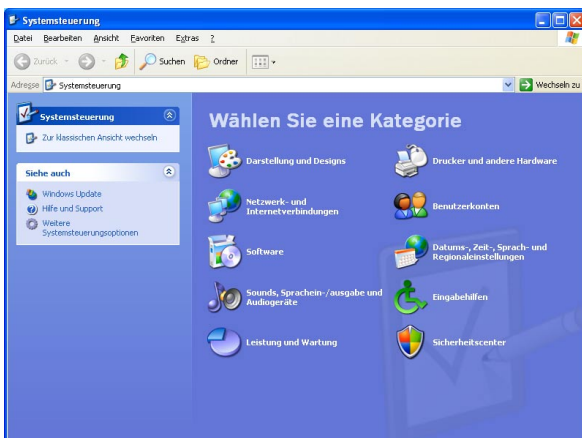 Systemsteuerung
Datei Bearbeiten Ansicht Favoriten Extras ?
Zurück Suchen Ordner
Adresse Systemsteuerung Wechseln zu
Systemsteuerung
Zur klassischen Ansicht wechseln
Siehe auch
Windows Update
Hilfe und Support
Weitere
Systemsteuerungsoptionen
Wählen Sie eine Kategorie
Darstellung und Designs
Drucker und andere Hardware
Netzwerk- und
Internetverbindungen
Benutzerkonten
Software
Datums-, Zeit-, Sprach- und
Regionaleinstellungen
Sounds, Sprachein-/ausgabe und
Audiogeräte
Eingabehilfen
Leistung und Wartung
Sicherheitscenter